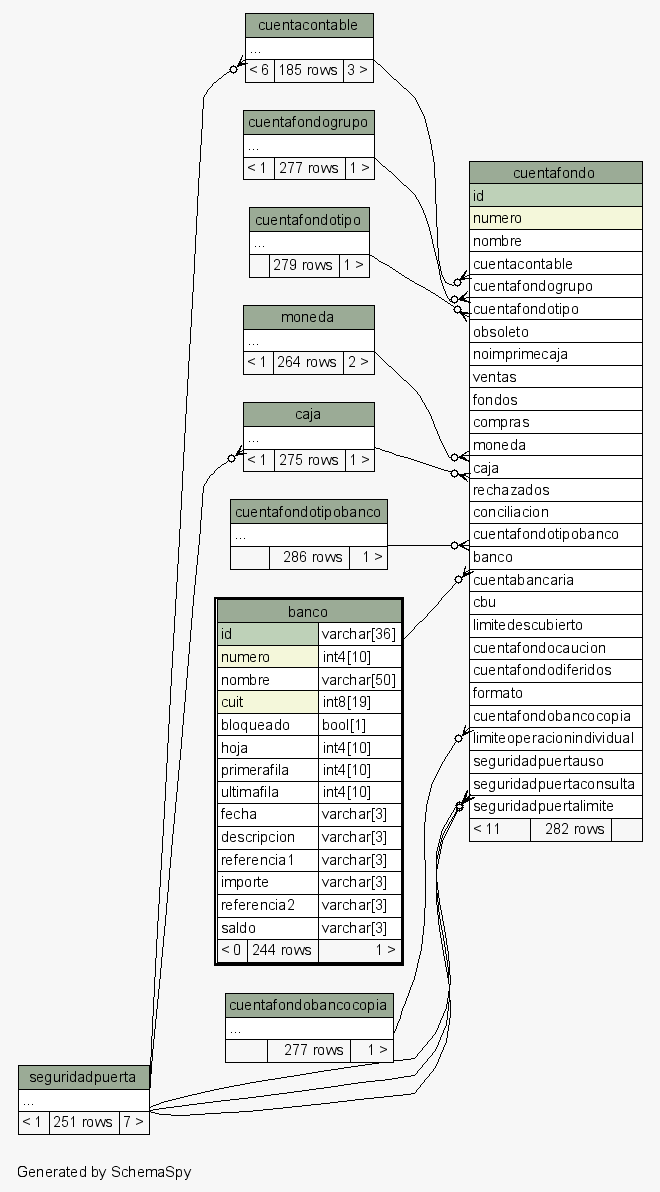 cuentacontable
...
< 6 185 rows 3 >
cuentafondogrupo
...
< 1 277 rows 1 >
cuentafondotipo
...
279 rows 1 >
moneda
...
< 1 264 rows 2 >
caja
...
< 1 275 rows 1 >
cuentafondotipobanco
...
286 rows 1 >
banco
id varchar[36]
numero int4[10]
nombre varchar[50]
cuit int8[19]
bloqueado bool[1]
hoja int4[10]
primerafila int4[10]
ultimafila int4[10]
fecha varchar[3]
descripcion varchar[3]
referencia1 varchar[3]
importe varchar[3]
referencia2 varchar[3]
saldo varchar[3]
< 0 244 rows 1 >
cuentafondobancocopia
...
277 rows 1 >
seguridadpuerta
...
< 1 251 rows 7 >
cuentafondo
id
numero
nombre
cuentacontable
cuentafondogrupo
cuentafondotipo
obsoleto
noimprimecaja
ventas
fondos
compras
moneda
caja
rechazados
conciliacion
cuentafondotipobanco
banco
cuentabancaria
cbu
limitedescubierto
cuentafondocaucion
cuentafondodiferidos
formato
cuentafondobancocopia
limiteoperacionindividual
seguridadpuertauso
seguridadpuertaconsulta
seguridadpuertalimite
< 11 282 rows
Generated by SchemaSpy